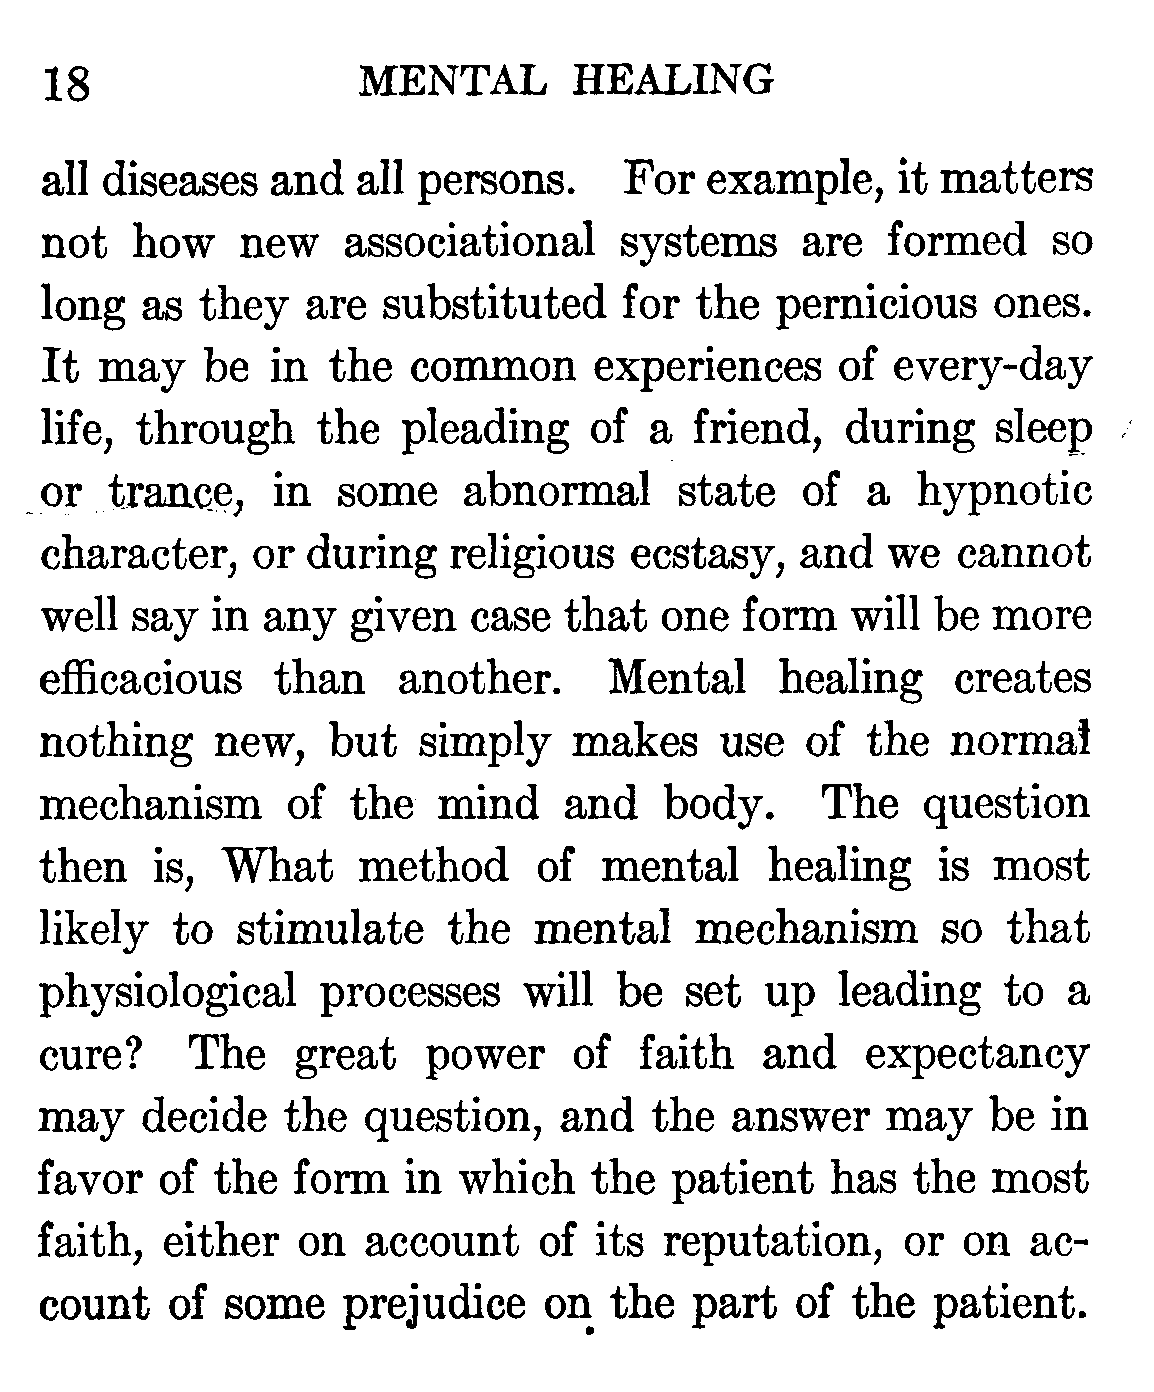 18 MENTAL HEALING
all diseases and all persons. For example, it matters
not how new associational systems are formed so
long as they are substituted for the pernicious ones.
It may be in the common experiences of every-day
life, through the pleading of a friend, during sleep
or trance, in some abnormal state of a hypnotic
character, or during religious ecstasy, and we cannot
well say in any given case that one form will be more
efficacious than another. Mental healing creates
nothing new, but simply makes use of the normal
mechanism of the mind and body. The question
then is, What method of mental healing is most
likely to stimulate the mental mechanism so that
physiological processes will be set up leading to a
cure? The great power of faith and expectancy
may decide the question, and the answer may be in
favor of the form in which the patient has the most
faith, either on account of its reputation, or on ac-
count of some prejudice on the part of the patient.